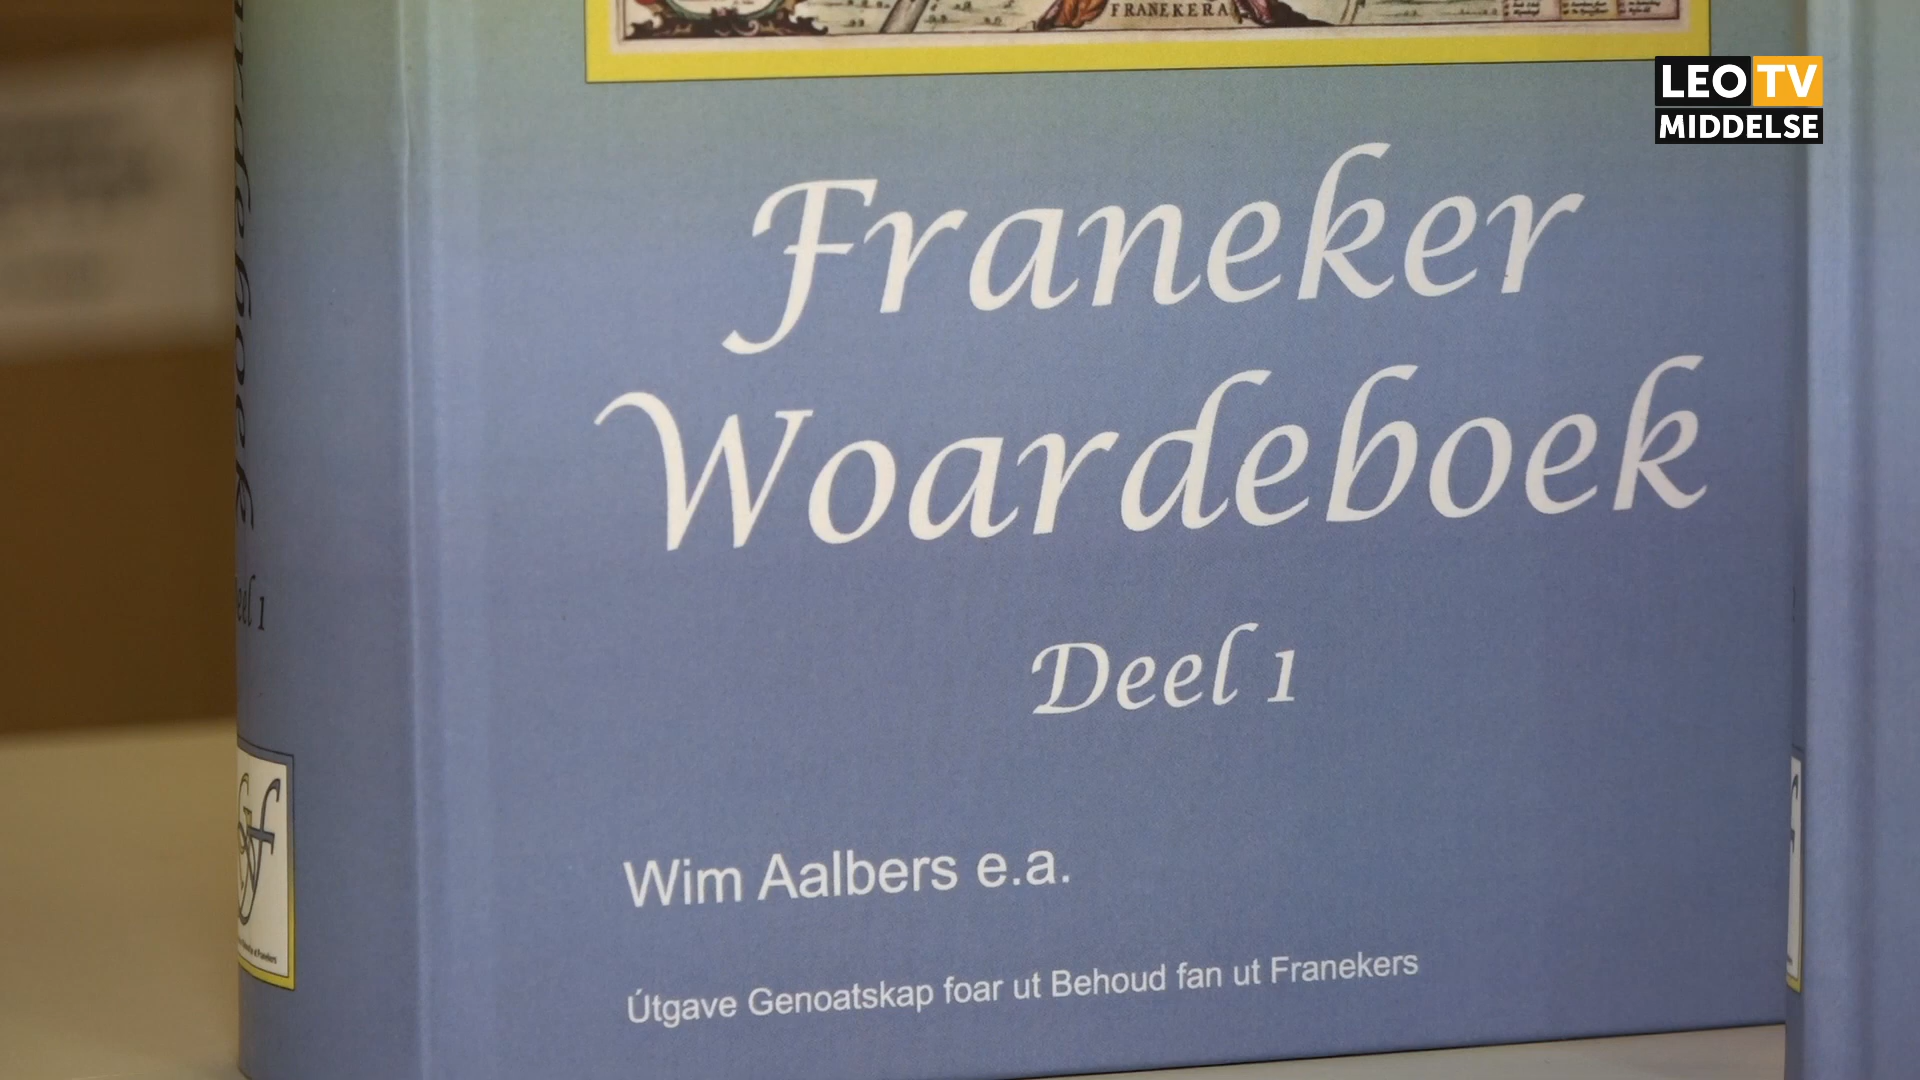 FRANEKERA
LEO TV
MIDDELSE
Franeker
Woardeboek
Deel 1
Wim Aalbers e.a.
Útgave Genoatskap foar ut Behoud fan ut Franekers